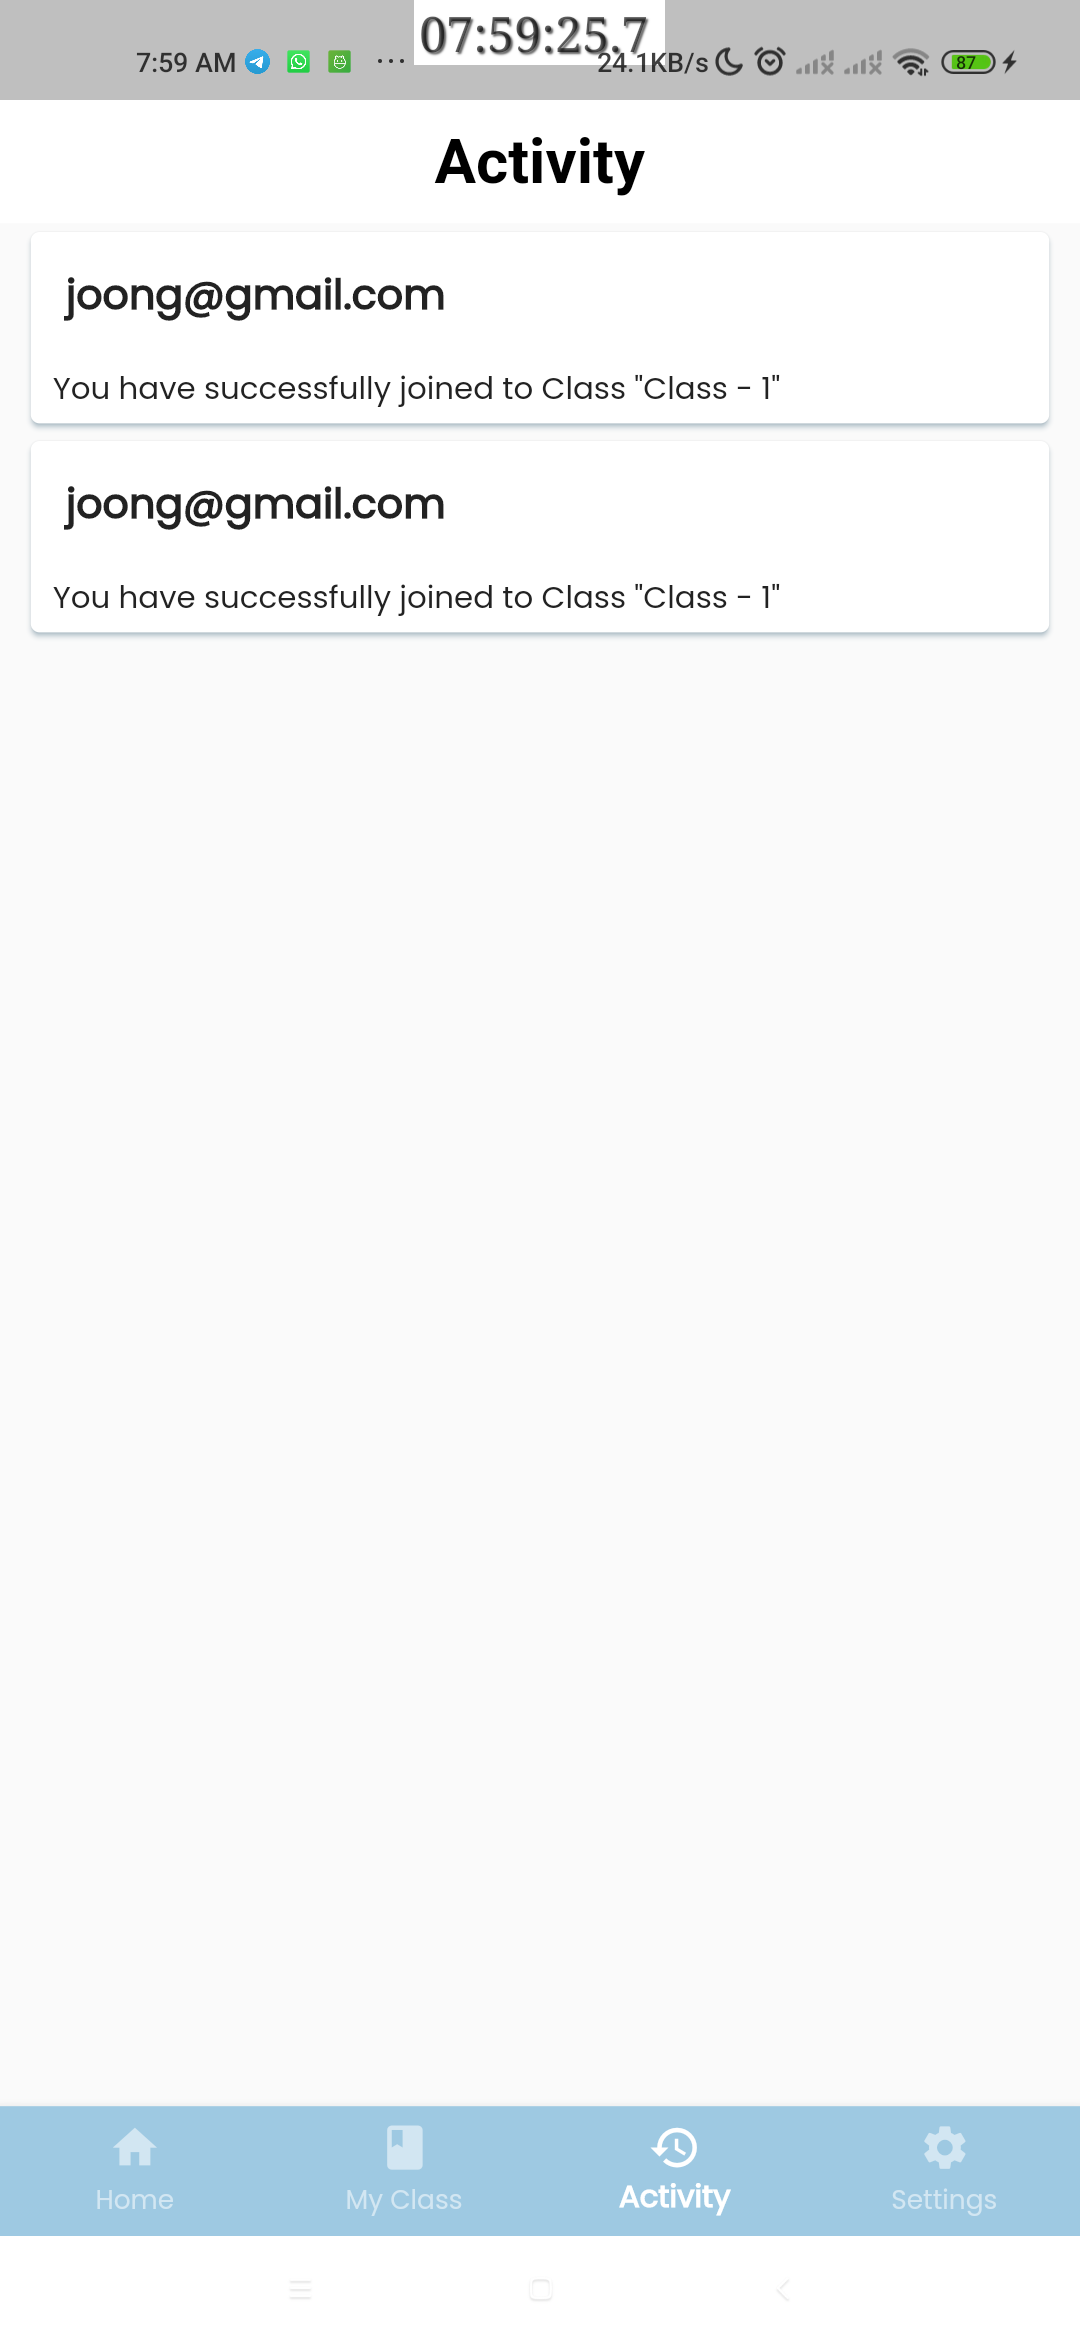 07:59:25.7
7:59 AM ... 24.1KB/s 87
Activity
joong@gmail.com
You have successfully joined to Class "Class - 1"
joong@gmail.com
You have successfully joined to Class "Class - 1"
Home My Class Activity Settings